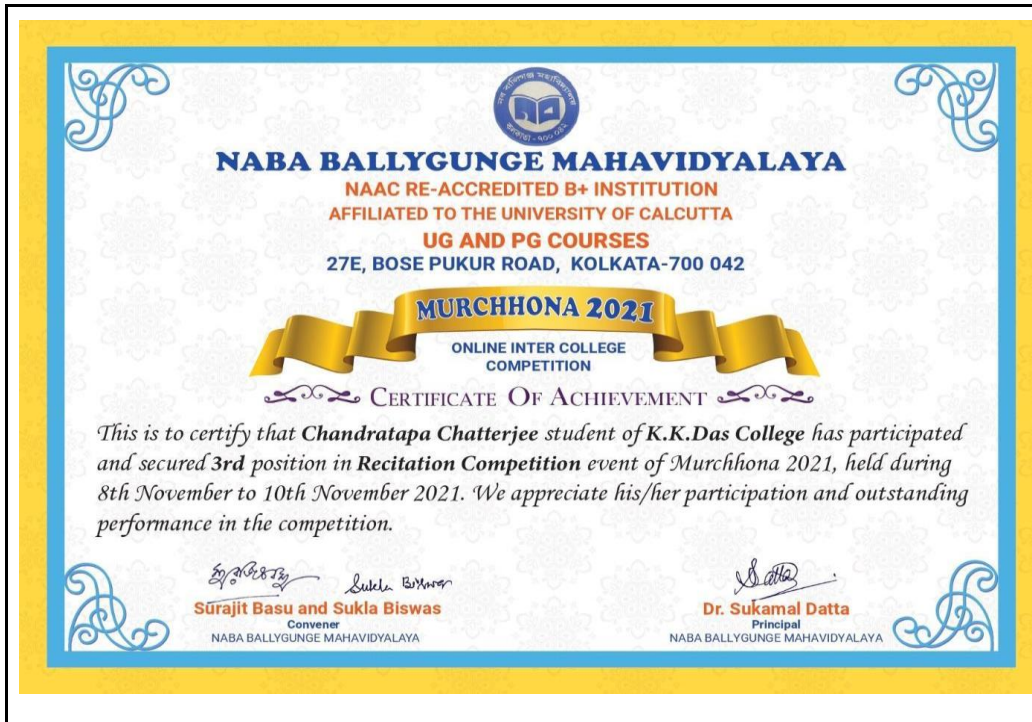 NABA BALLYGUNGE MAHAVIDYALAYA
NAAC RE-ACCREDITED B+ INSTITUTION
AFFILIATED TO THE UNIVERSITY OF CALCUTTA
UG AND PG COURSES
27E, BOSE PUKUR ROAD, KOLKATA-700 042
MURCHHONA 2021
ONLINE INTER COLLEGE
COMPETITION
CERTIFICATE OF ACHIEVEMENT
This is to certify that Chandratapa Chatterjee student of K.K.Das College has participated
and secured 3rd position in Recitation Competition event of Murchhona 2021, held during
8th November to 10th November 2021. We appreciate his/her participation and outstanding
performance in the competition.
Sukla Biswas
Surajit Basu and Sukla Biswas
Convener
NABA BALLYGUNGE MAHAVIDYALAYA
Dr. Sukamal Datta
Principal
NABA BALLYGUNGE MAHAVIDYALAYA